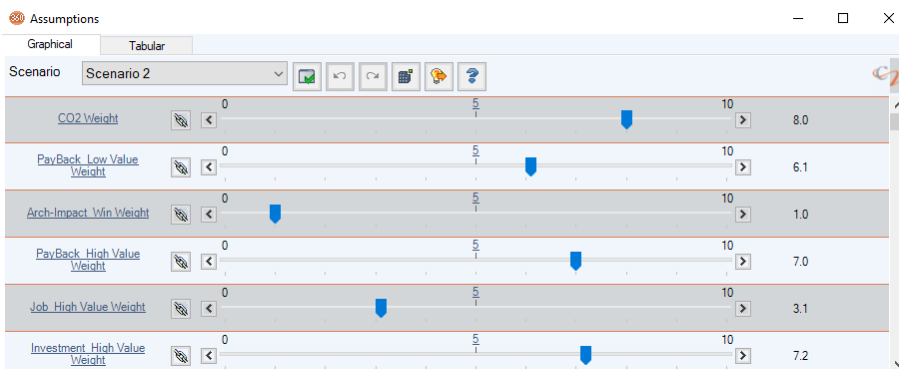 360 Assumptions
Graphical Tabular
Scenario Scenario 2
0 5 10
CO2 Weight 8.0
0 5 10
PayBack_Low Value
Weight 6.1
0 5 10
Arch-Impact_Win Weight 1.0
0 5 10
PayBack_High Value
Weight 7.0
0 5 10
Job_High Value Weight 3.1
0 5 10
Investment_High Value
Weight 7.2